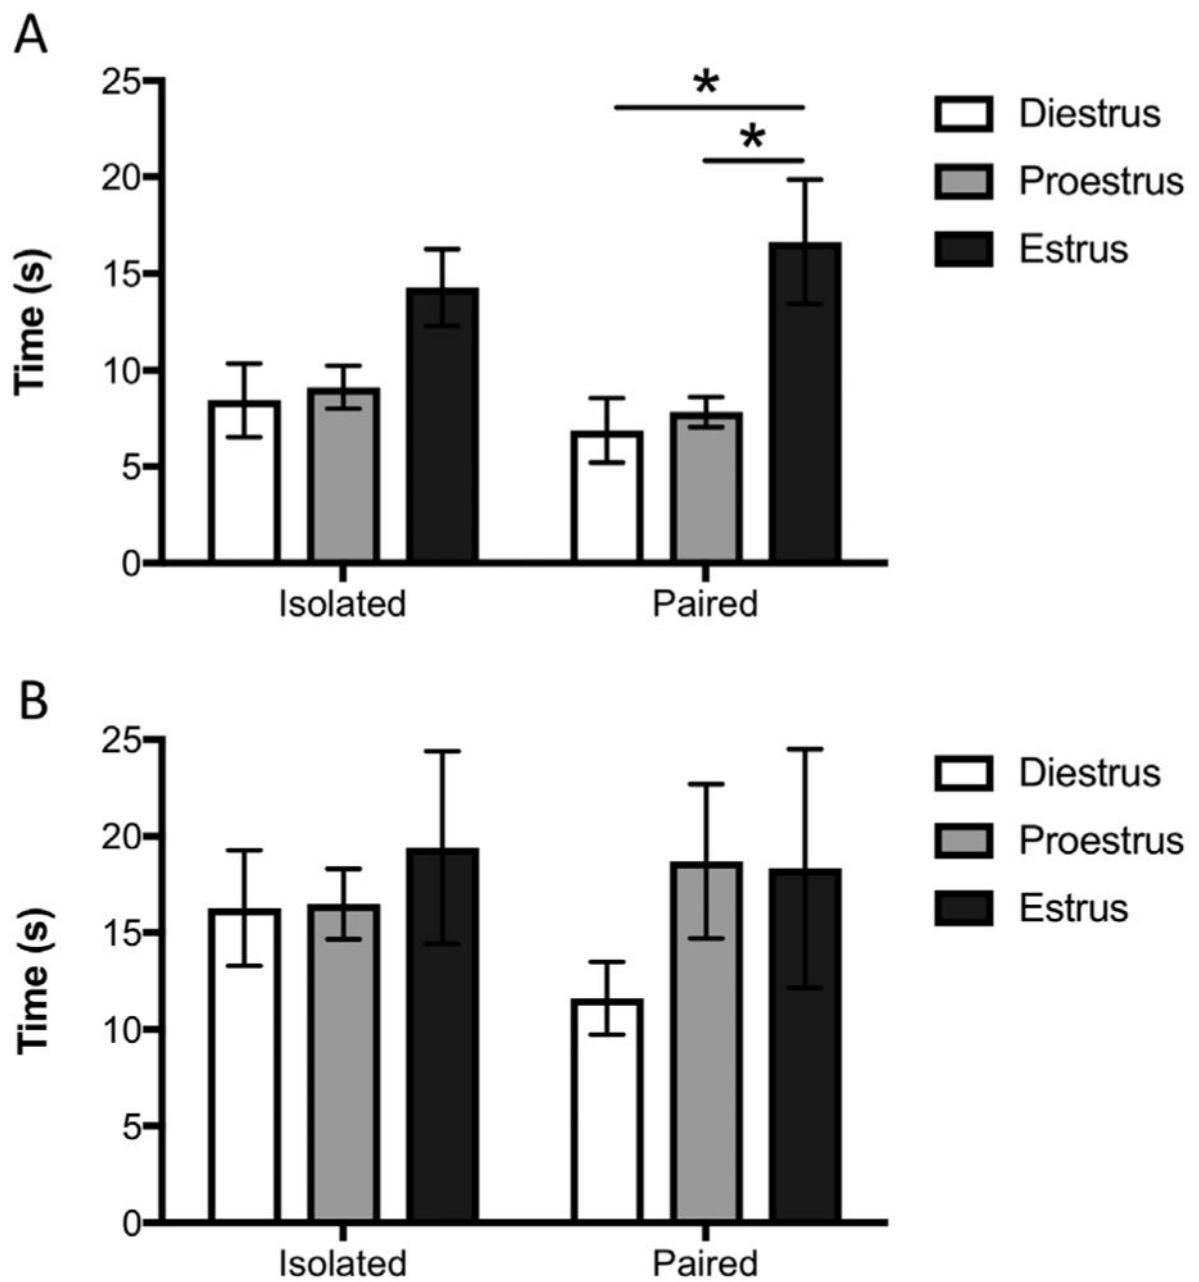 A
25
20
15
10
5
0
Time (s)
*
*
Isolated
Paired
Diestrus
Proestrus
Estrus
B
25
20
15
10
5
0
Time (s)
Isolated
Paired
Diestrus
Proestrus
Estrus